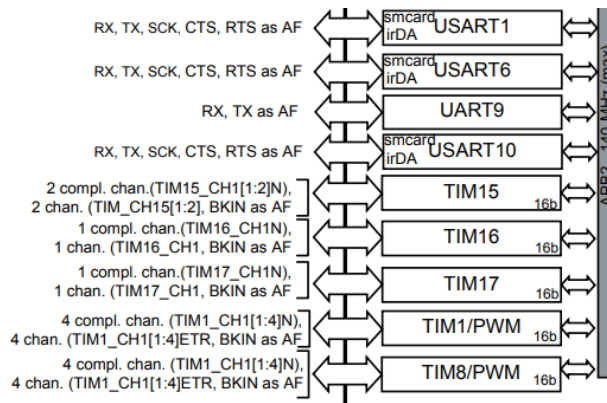 RX, TX, SCK, CTS, RTS as AF
smcard
irDA USART1
RX, TX, SCK, CTS, RTS as AF
smcard
irDA USART6
RX, TX as AF
UART9
RX, TX, SCK, CTS, RTS as AF
smcard
irDA USART10
2 compl. chan.(TIM15_CH1[1:2]N),
2 chan. (TIM_CH15[1:2], BKIN as AF
TIM15
16b
1 compl. chan.(TIM16_CH1N),
1 chan. (TIM16_CH1, BKIN as AF
TIM16
16b
1 compl. chan.(TIM17_CH1N),
1 chan. (TIM17_CH1, BKIN as AF
TIM17
16b
4 compl. chan. (TIM1_CH1[1:4]N),
4 chan. (TIM1_CH1[1:4]ETR, BKIN as AF
TIM1/PWM
16b
4 compl. chan. (TIM1_CH1[1:4]N),
4 chan. (TIM1_CH1[1:4]ETR, BKIN as AF
TIM8/PWM
16b
MHz (max)